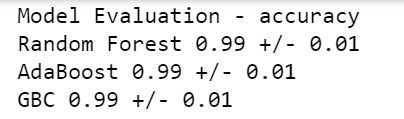 Model Evaluation - accuracy
Random Forest 0.99 +/- 0.01
AdaBoost 0.99 +/- 0.01
GBC 0.99 +/- 0.01